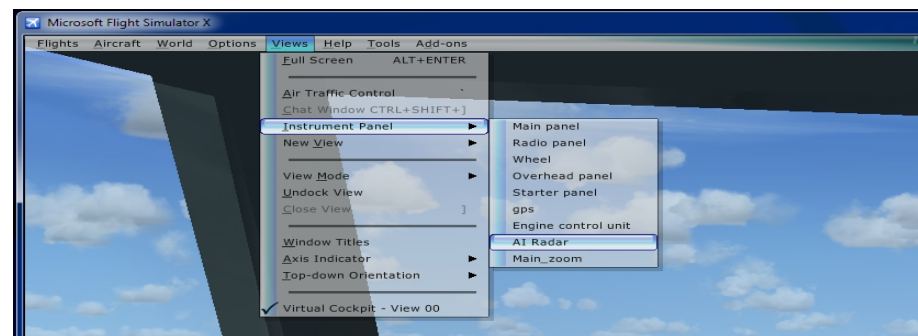 Microsoft Flight Simulator X
Flights Aircraft World Options Views Help Tools Add-ons
Full Screen ALT+ENTER
Air Traffic Control `
Chat Window CTRL+SHIFT+]
Instrument Panel
New View
View Mode
Undock View
Close View ]
Window Titles
Axis Indicator
Top-down Orientation
Virtual Cockpit - View 00
Main panel
Radio panel
Wheel
Overhead panel
Starter panel
gps
Engine control unit
AI Radar
Main_zoom